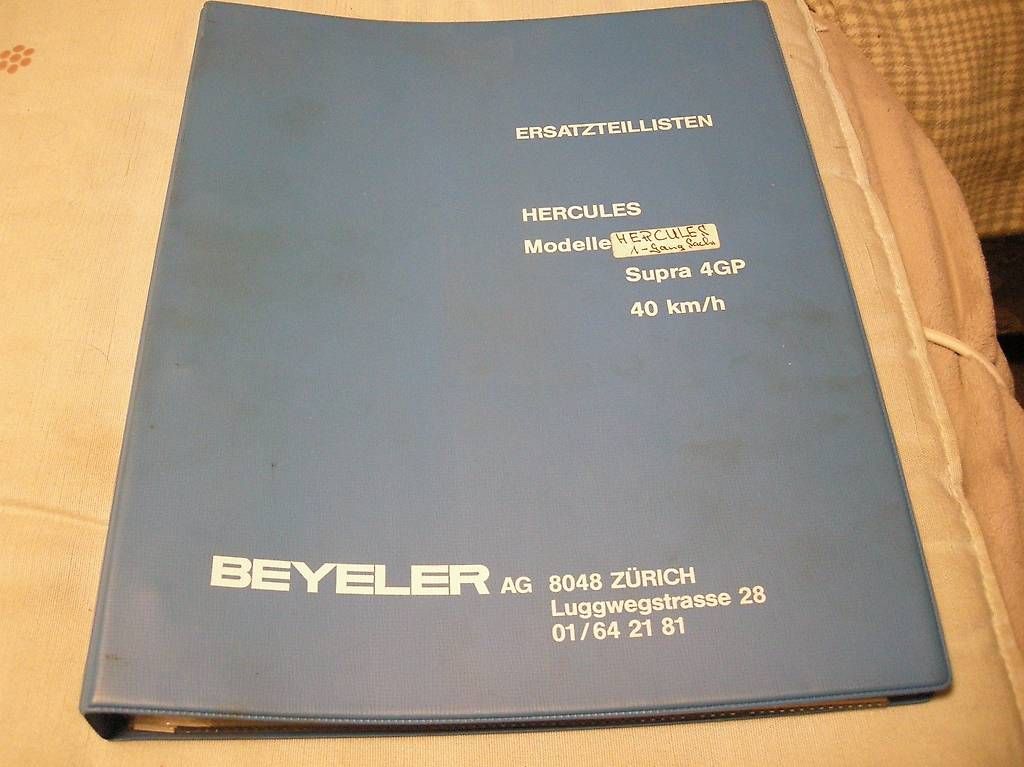 ERSATZTEILLISTEN
HERCULES
Modelle HERCULES
1-Gang Sachs
Supra 4GP
40 km/h
BEYELER AG 8048 ZÜRICH
Luggwegstrasse 28
01/64 21 81